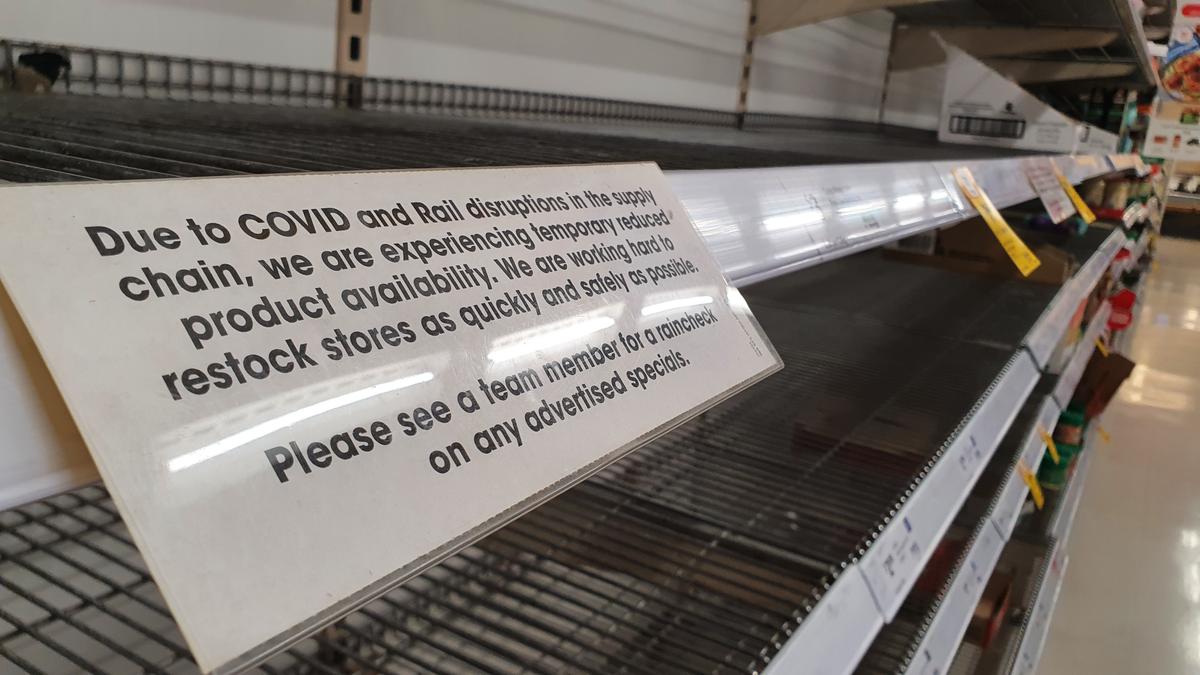 Due to COVID and Rail disruptions in the supply
chain, we are experiencing temporary reduced
product availability. We are working hard to
restock stores as quickly and safely as possible.
Please see a team member for a raincheck
on any advertised specials.